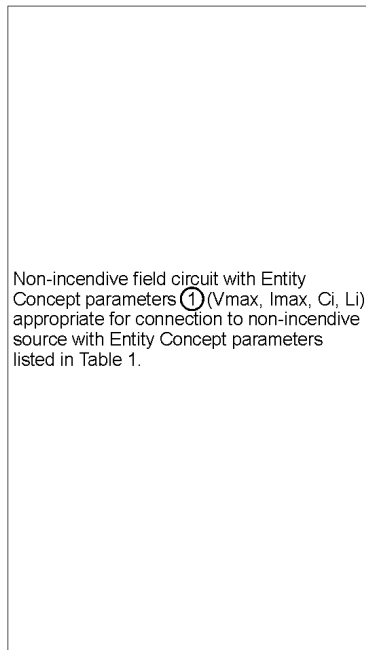 Non-incendive field circuit with Entity
Concept parameters ① (Vmax, Imax, Ci, Li)
appropriate for connection to non-incendive
source with Entity Concept parameters
listed in Table 1.